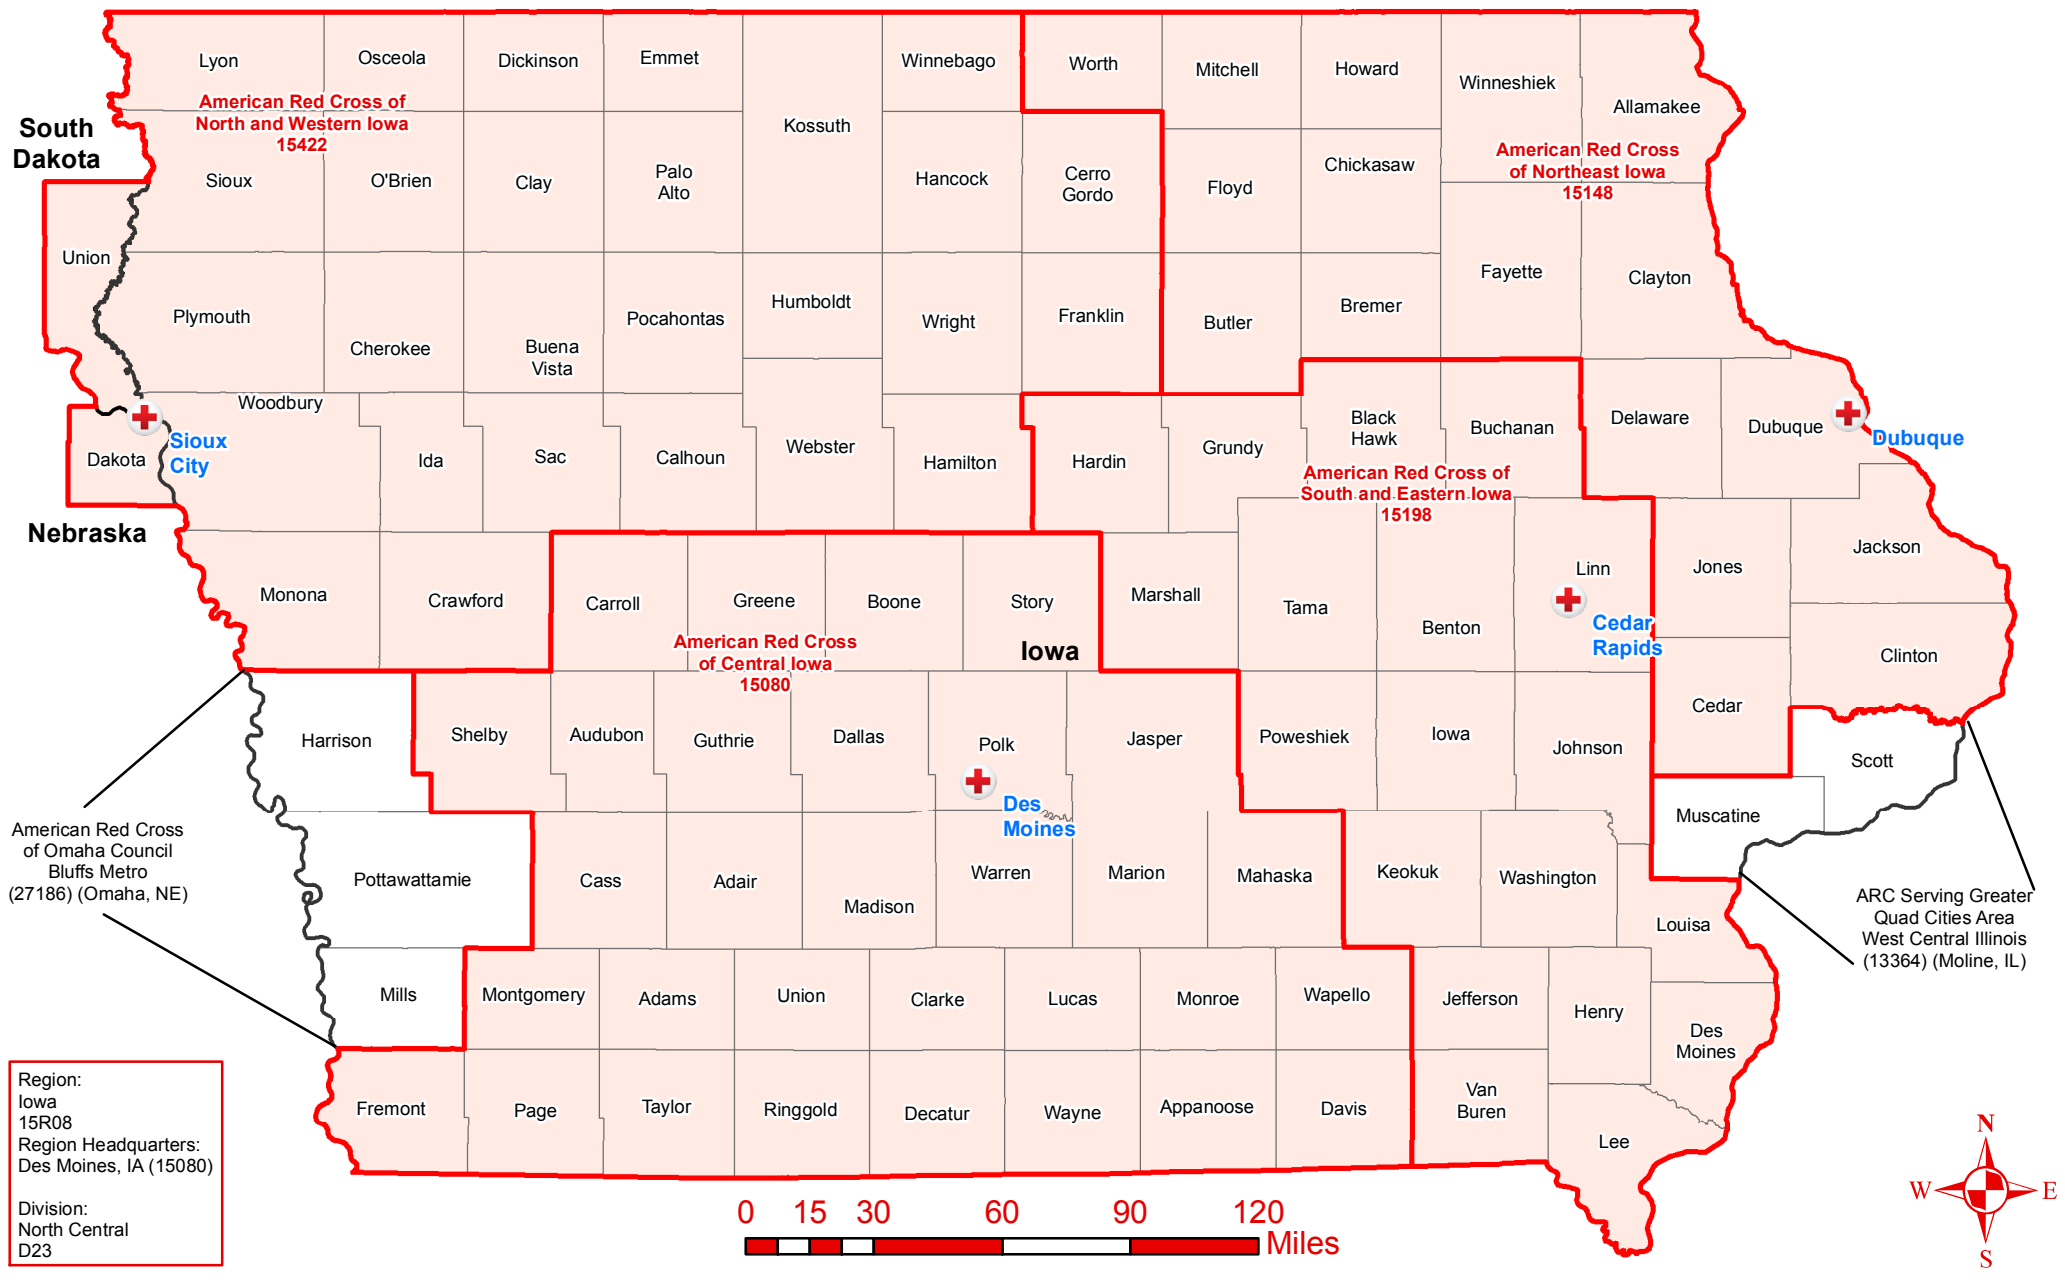 Lyon
Osceola
Dickinson
Emmet
Kossuth
Winnebago
Worth
Mitchell
Howard
Winneshiek
Allamakee
American Red Cross of
North and Western Iowa
15422
South
Dakota
American Red Cross
of Northeast Iowa
15148
Sioux
O'Brien
Clay
Palo
Alto
Hancock
Cerro
Gordo
Floyd
Chickasaw
Union
Plymouth
Cherokee
Buena
Vista
Pocahontas
Humboldt
Wright
Franklin
Butler
Bremer
Fayette
Clayton
Woodbury
Dakota
Sioux
City
Ida
Sac
Calhoun
Webster
Hamilton
Hardin
Grundy
Black
Hawk
Buchanan
Delaware
Dubuque
Dubuque
American Red Cross of
South and Eastern Iowa
15198
Nebraska
Monona
Crawford
Carroll
Greene
Boone
Story
Marshall
Tama
Benton
Linn
Cedar
Rapids
Jones
Jackson
Clinton
American Red Cross
of Central Iowa
15080
Iowa
Harrison
Shelby
Audubon
Guthrie
Dallas
Polk
Des
Moines
Jasper
Poweshiek
Iowa
Johnson
Cedar
Scott
Muscatine
American Red Cross
of Omaha Council
Bluffs Metro
(27186) (Omaha, NE)
Pottawattamie
Cass
Adair
Madison
Warren
Marion
Mahaska
Keokuk
Washington
Louisa
ARC Serving Greater
Quad Cities Area
West Central Illinois
(13364) (Moline, IL)
Mills
Montgomery
Adams
Union
Clarke
Lucas
Monroe
Wapello
Jefferson
Henry
Des
Moines
Fremont
Page
Taylor
Ringgold
Decatur
Wayne
Appanoose
Davis
Van
Buren
Lee
Region:
Iowa
15R08
Region Headquarters:
Des Moines, IA (15080)
Division:
North Central
D23
0 15 30 60 90 120
Miles
N
W E
S